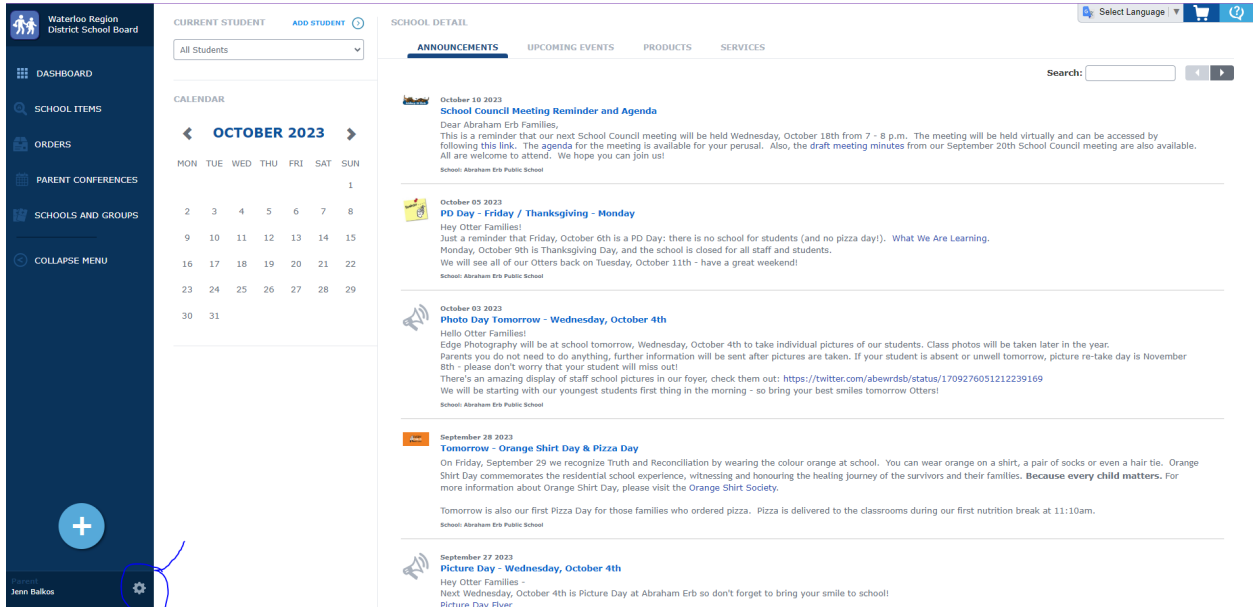 Waterloo Region
District School Board
DASHBOARD
SCHOOL ITEMS
ORDERS
PARENT CONFERENCES
SCHOOLS AND GROUPS
COLLAPSE MENU
Parent
Jenn Balkos
CURRENT STUDENT ADD STUDENT
All Students
CALENDAR
OCTOBER 2023
MON TUE WED THU FRI SAT SUN
1
2 3 4 5 6 7 8
9 10 11 12 13 14 15
16 17 18 19 20 21 22
23 24 25 26 27 28 29
30 31
Select Language
SCHOOL DETAIL
ANNOUNCEMENTS UPCOMING EVENTS PRODUCTS SERVICES
Search:
October 10 2023
School Council Meeting Reminder and Agenda
Dear Abraham Erb Families,
This is a reminder that our next School Council meeting will be held Wednesday, October 18th from 7 - 8 p.m. The meeting will be held virtually and can be accessed by
following this link. The agenda for the meeting is available for your perusal. Also, the draft meeting minutes from our September 20th School Council meeting are also available.
All are welcome to attend. We hope you can join us!
School: Abraham Erb Public School
October 05 2023
PD Day - Friday / Thanksgiving - Monday
Hey Otter Families!
Just a reminder that Friday, October 6th is a PD Day: there is no school for students (and no pizza day!). What We Are Learning.
Monday, October 9th is Thanksgiving Day, and the school is closed for all staff and students.
We will see all of our Otters back on Tuesday, October 11th - have a great weekend!
School: Abraham Erb Public School
October 03 2023
Photo Day Tomorrow - Wednesday, October 4th
Hello Otter Families!
Edge Photography will be at school tomorrow, Wednesday, October 4th to take individual pictures of our students. Class photos will be taken later in the year.
Parents you do not need to do anything, further information will be sent after pictures are taken. If your student is absent or unwell tomorrow, picture re-take day is November
8th - please don't worry that your student will miss out!
There's an amazing display of staff school pictures in our foyer, check them out: https://twitter.com/abewrdsb/status/1709276051212239169
We will be starting with our youngest students first thing in the morning - so bring your best smiles tomorrow Otters!
School: Abraham Erb Public School
September 28 2023
Tomorrow - Orange Shirt Day & Pizza Day
On Friday, September 29 we recognize Truth and Reconciliation by wearing the colour orange at school. You can wear orange on a shirt, a pair of socks or even a hair tie. Orange
Shirt Day commemorates the residential school experience, witnessing and honouring the healing journey of the survivors and their families. Because every child matters. For
more information about Orange Shirt Day, please visit the Orange Shirt Society.
Tomorrow is also our first Pizza Day for those families who ordered pizza. Pizza is delivered to the classrooms during our first nutrition break at 11:10am.
School: Abraham Erb Public School
September 27 2023
Picture Day - Wednesday, October 4th
Hey Otter Families -
Next Wednesday, October 4th is Picture Day at Abraham Erb so don't forget to bring your smile to school!
Picture Day Flyer